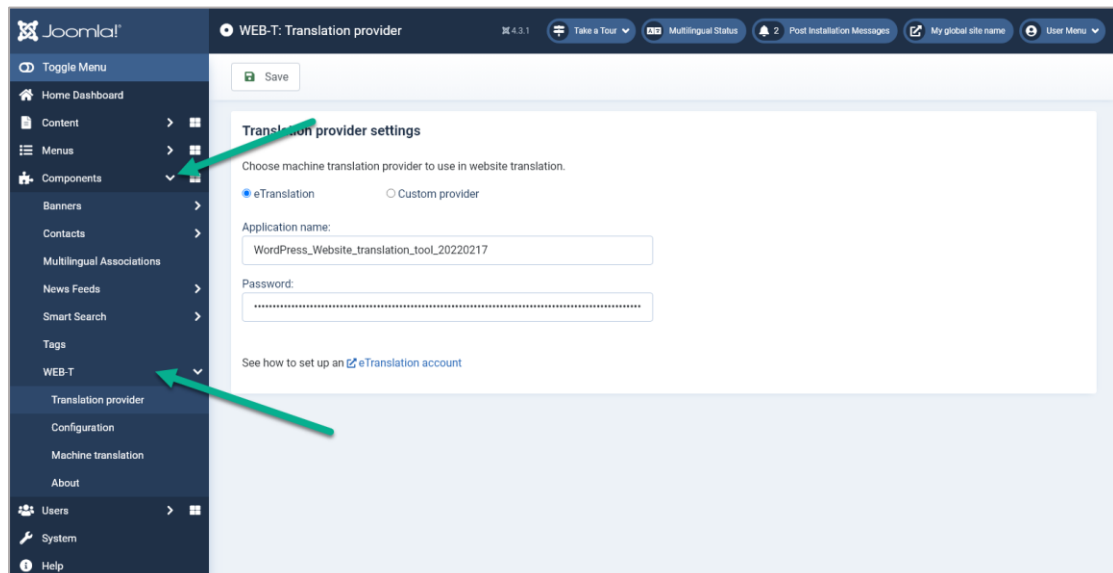 Joomla!®
WEB-T: Translation provider
4.3.1
Take a Tour
Multilingual Status
2 Post Installation Messages
My global site name
User Menu
Toggle Menu
Home Dashboard
Content
Menus
Components
Banners
Contacts
Multilingual Associations
News Feeds
Smart Search
Tags
WEB-T
Translation provider
Configuration
Machine translation
About
Users
System
Help
Save
Translation provider settings
Choose machine translation provider to use in website translation.
eTranslation
Custom provider
Application name:
WordPress_Website_translation_tool_20220217
Password:
See how to set up an eTranslation account